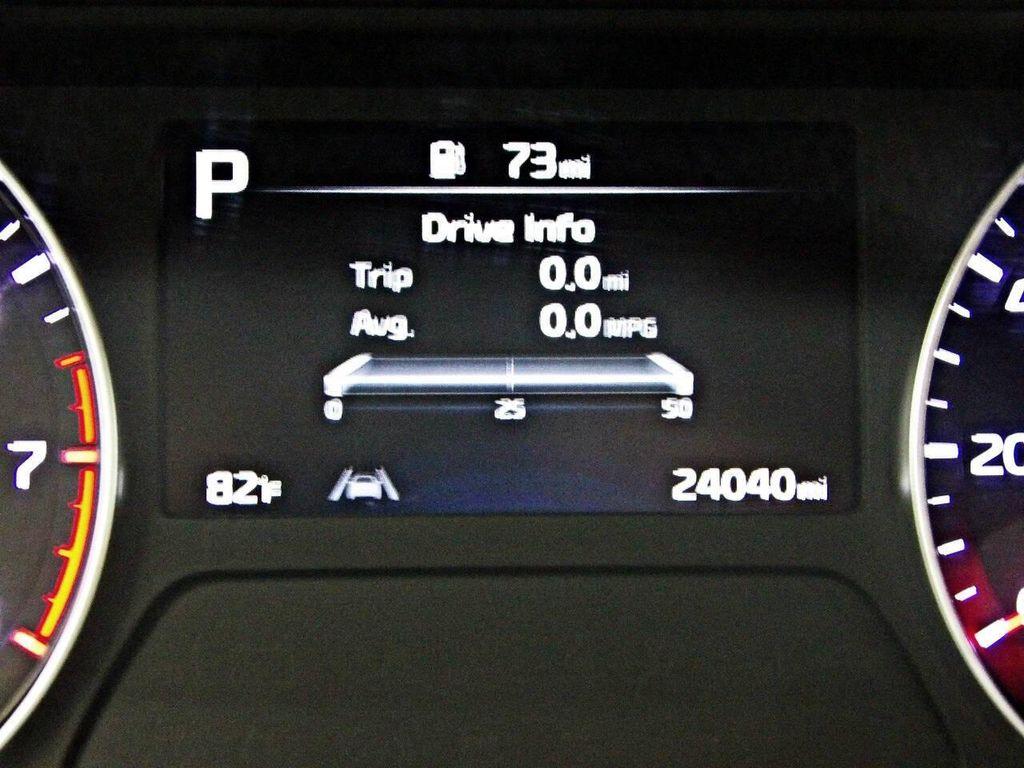 P 73mi
Drive Info
Trip 0.0mi
Avg. 0.0MPG
0 25 50
7
20
82°F 24040mi